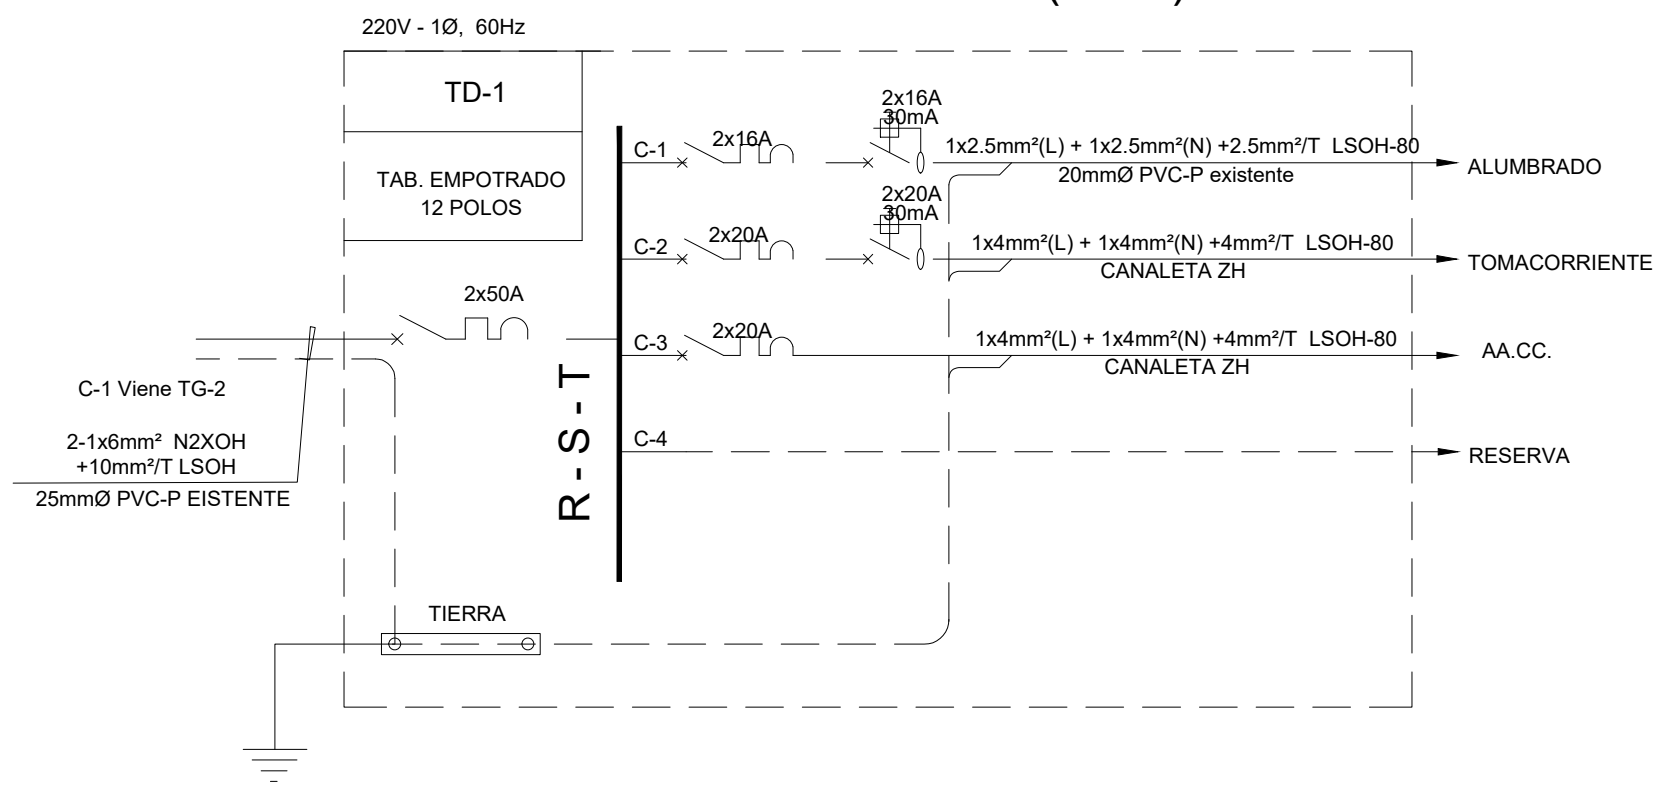 220V - 1Ø, 60Hz
TD-1
TAB. EMPOTRADO
12 POLOS
2x50A
C-1 Viene TG-2
2-1x6mm² N2XOH
+10mm²/T LSOH
25mmØ PVC-P EISTENTE
R - S - T
C-1
2x16A
2x16A
30mA
1x2.5mm²(L) + 1x2.5mm²(N) +2.5mm²/T LSOH-80
20mmØ PVC-P existente
ALUMBRADO
C-2
2x20A
2x20A
30mA
1x4mm²(L) + 1x4mm²(N) +4mm²/T LSOH-80
CANALETA ZH
TOMACORRIENTE
C-3
2x20A
1x4mm²(L) + 1x4mm²(N) +4mm²/T LSOH-80
CANALETA ZH
AA.CC.
C-4
RESERVA
TIERRA